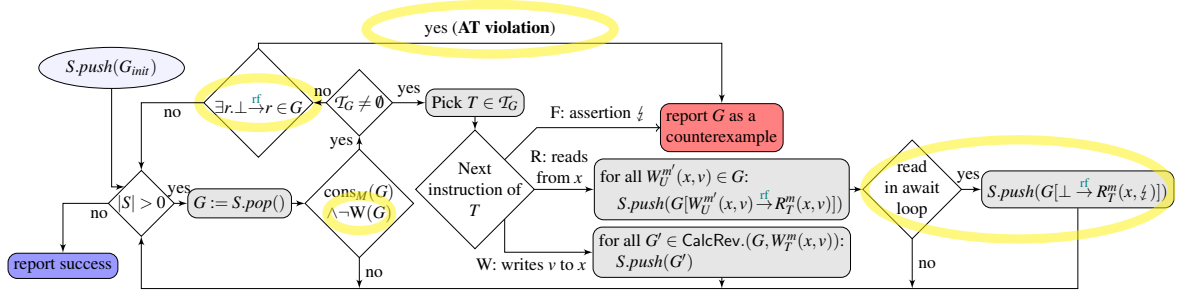 yes (AT violation)
S.push(G_init)
no
∃r.⊥ rf→ r ∈ G
no
𝒯_G ≠ ∅
yes
Pick T ∈ 𝒯_G
F: assertion ↯
report G as a
counterexample
yes
no
|S| > 0
yes
G := S.pop()
cons_M(G)
∧¬W(G)
Next
instruction of
T
R: reads
from x
for all W_U^m′(x,v) ∈ G:
S.push(G[W_U^m′(x,v) rf→ R_T^m(x,v)])
read
in await
loop
yes
S.push(G[⊥ rf→ R_T^m(x,↯)])
report success
no
W: writes v to x
for all G′ ∈ CalcRev.(G,W_T^m(x,v)):
S.push(G′)
no